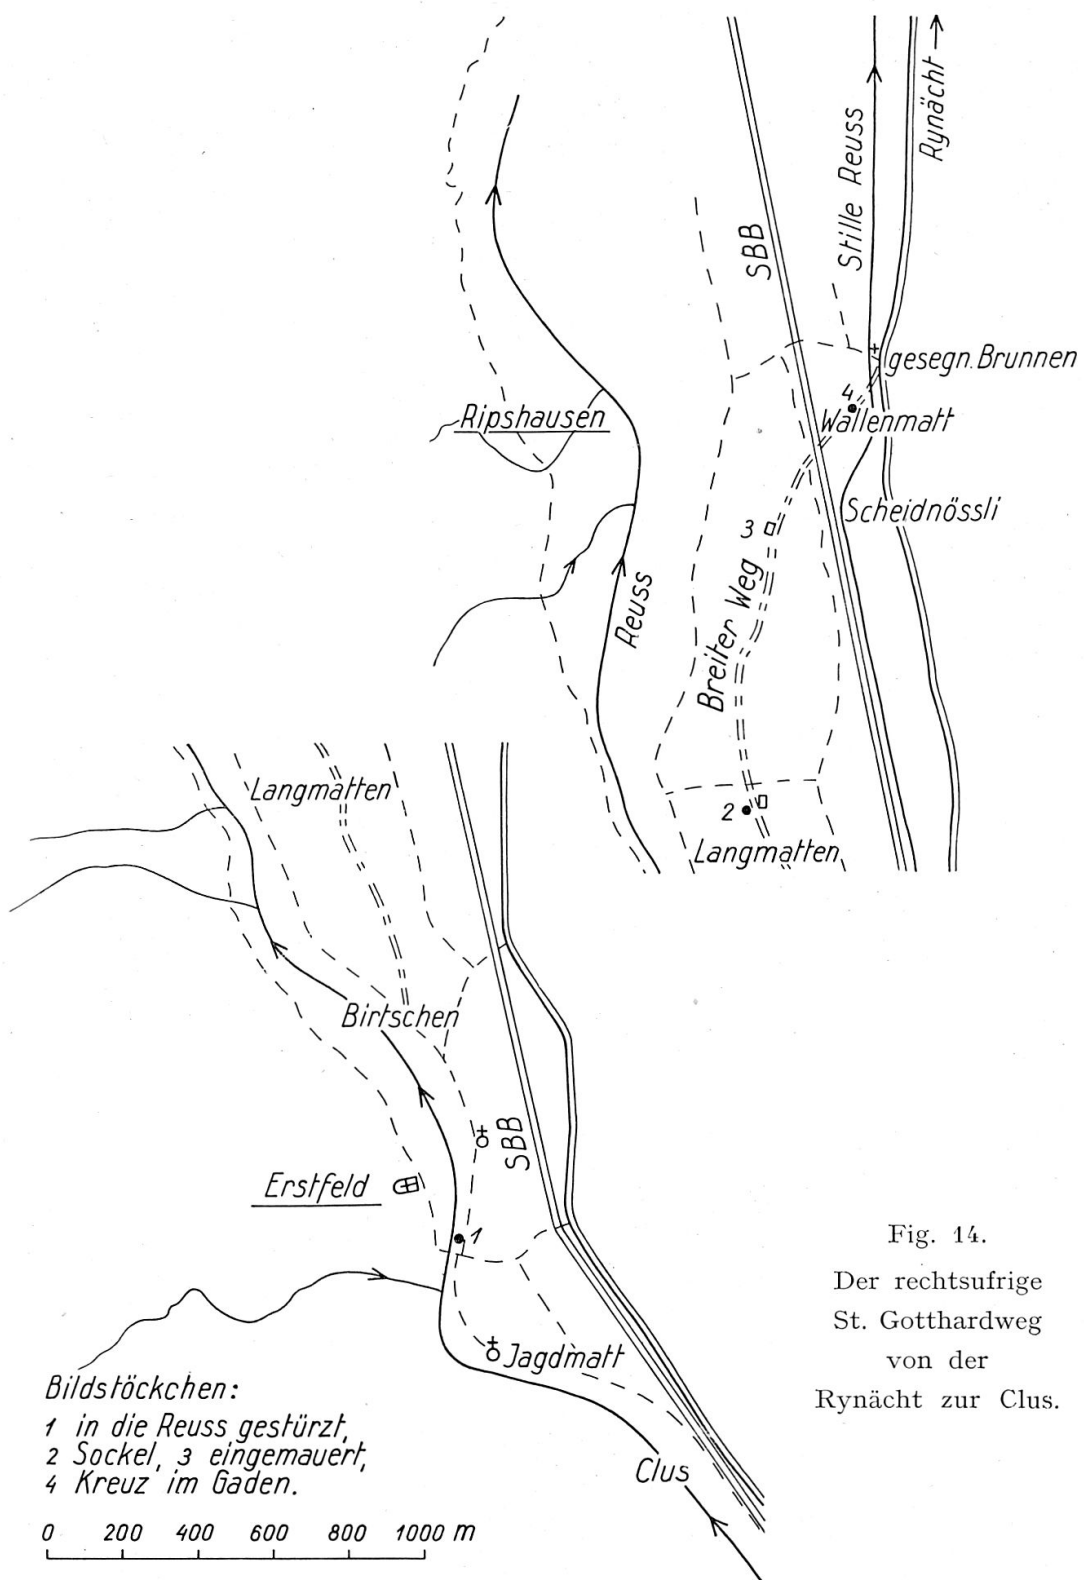 Rynächt
Stille Reuss
SBB
gesegn. Brunnen
4
Wallenmatt
Ripshausen
Scheidnössli
3
Breiter Weg
Reuss
2
Langmatten
Langmatten
Birtschen
SBB
Erstfeld
1
Jagdmatt
Clus
Fig. 14.
Der rechtsufrige
St. Gotthardweg
von der
Rynächt zur Clus.
Bildstöckchen:
1 in die Reuss gestürzt,
2 Sockel, 3 eingemauert,
4 Kreuz im Gaden.
0 200 400 600 800 1000 m